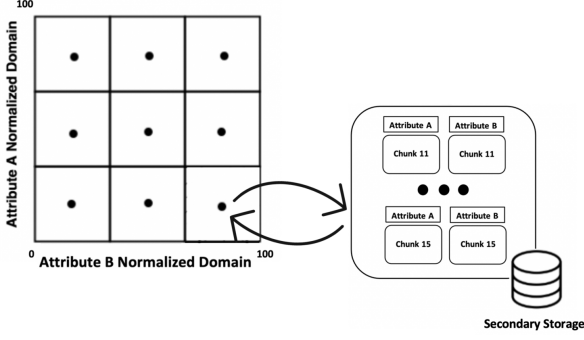 100
Attribute A Normalized Domain
0
Attribute B Normalized Domain
100
Attribute A
Attribute B
Chunk 11
Chunk 11
Attribute A
Attribute B
Chunk 15
Chunk 15
Secondary Storage